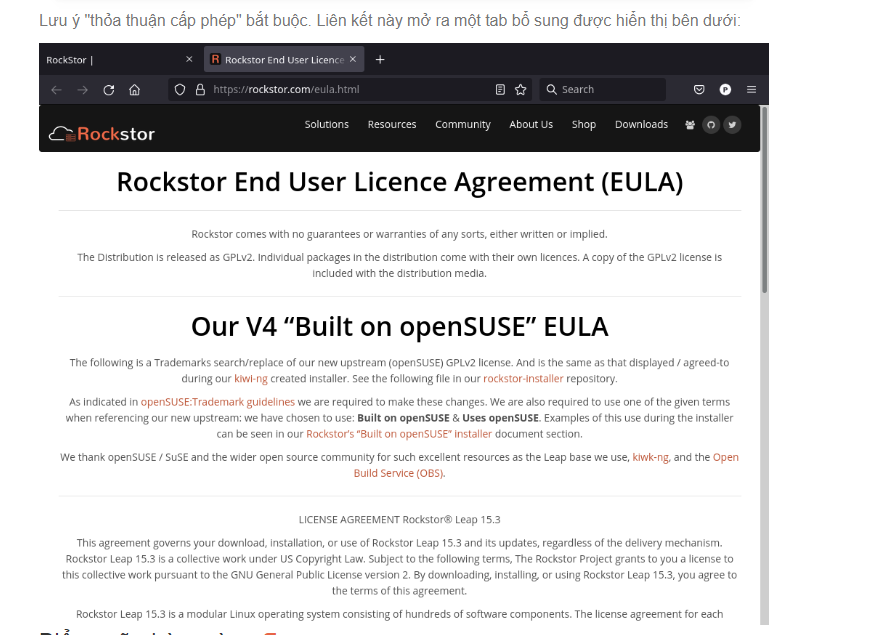 Lưu ý "thỏa thuận cấp phép" bắt buộc. Liên kết này mở ra một tab bổ sung được hiển thị bên dưới:
RockStor |
Rockstor End User Licence
https://rockstor.com/eula.html
Search
Rockstor
Solutions Resources Community About Us Shop Downloads
Rockstor End User Licence Agreement (EULA)
Rockstor comes with no guarantees or warranties of any sorts, either written or implied.
The Distribution is released as GPLv2. Individual packages in the distribution come with their own licences. A copy of the GPLv2 license is
included with the distribution media.
Our V4 “Built on openSUSE” EULA
The following is a Trademarks search/replace of our new upstream (openSUSE) GPLv2 license. And is the same as that displayed / agreed-to
during our kiwi-ng created installer. See the following file in our rockstor-installer repository.
As indicated in openSUSE:Trademark guidelines we are required to make these changes. We are also required to use one of the given terms
when referencing our new upstream: we have chosen to use: Built on openSUSE & Uses openSUSE. Examples of this use during the installer
can be seen in our Rockstor’s “Built on openSUSE” installer document section.
We thank openSUSE / SuSE and the wider open source community for such excellent resources as the Leap base we use, kiwk-ng, and the Open
Build Service (OBS).
LICENSE AGREEMENT Rockstor® Leap 15.3
This agreement governs your download, installation, or use of Rockstor Leap 15.3 and its updates, regardless of the delivery mechanism.
Rockstor Leap 15.3 is a collective work under US Copyright Law. Subject to the following terms, The Rockstor Project grants to you a license to
this collective work pursuant to the GNU General Public License version 2. By downloading, installing, or using Rockstor Leap 15.3, you agree to
the terms of this agreement.
Rockstor Leap 15.3 is a modular Linux operating system consisting of hundreds of software components. The license agreement for each